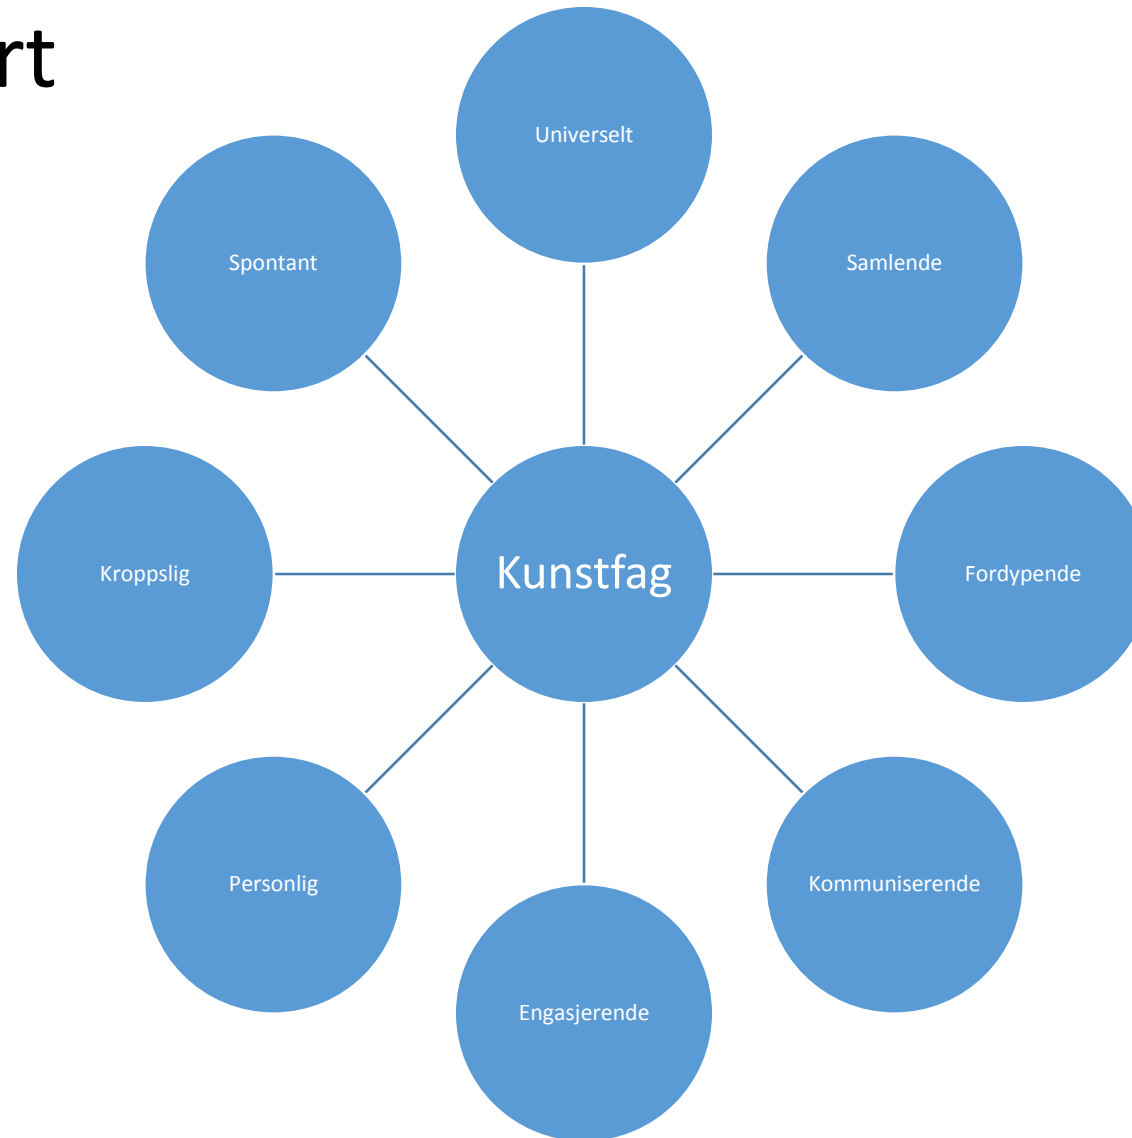 rt
Universelt
Spontant
Samlende
Kroppslig
Kunstfag
Fordypende
Personlig
Kommuniserende
Engasjerende